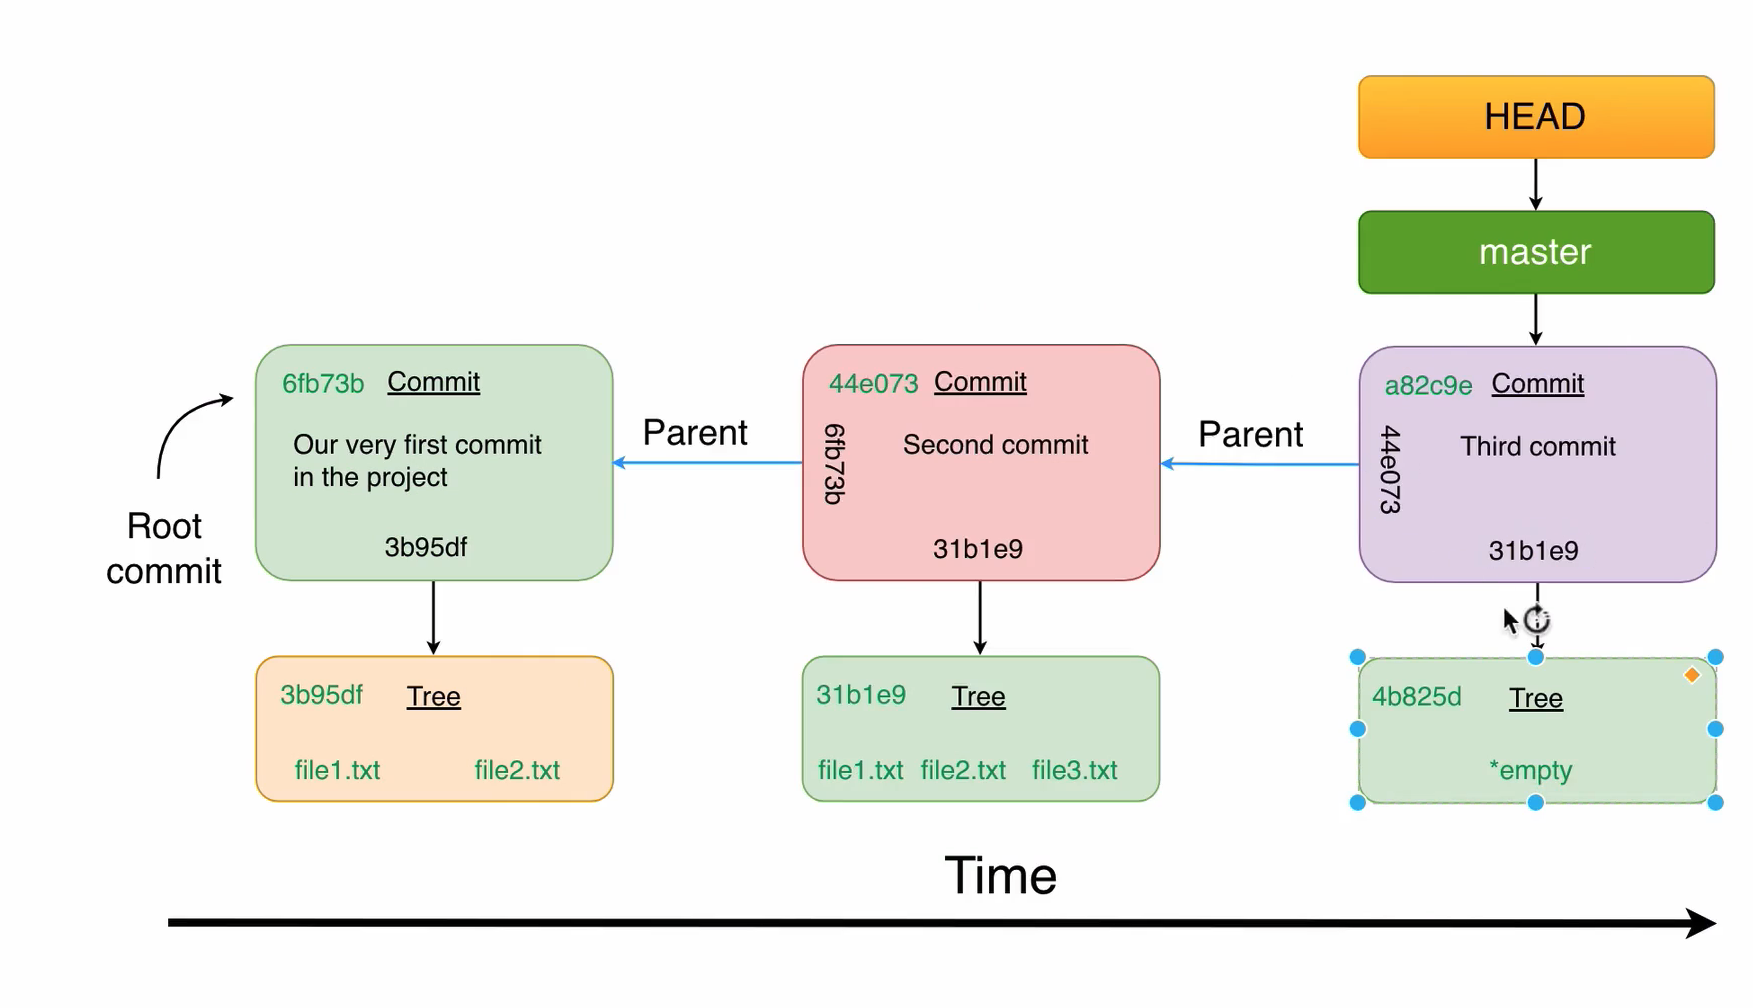 HEAD
master
6fb73b Commit
Our very first commit
in the project
3b95df
Parent
44e073 Commit
6fb73b
Second commit
31b1e9
Parent
a82c9e Commit
44e073
Third commit
31b1e9
Root
commit
3b95df Tree
file1.txt file2.txt
31b1e9 Tree
file1.txt file2.txt file3.txt
4b825d Tree
*empty
Time